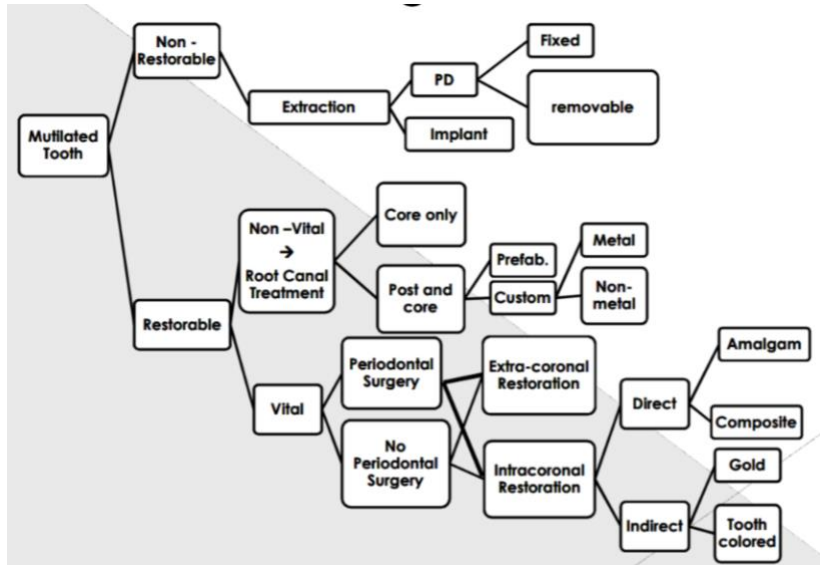 Non -
Restorable
Fixed
PD
removable
Extraction
Implant
Mutilated
Tooth
Non –Vital
→
Root Canal
Treatment
Core only
Post and
core
Prefab.
Custom
Metal
Non-
metal
Restorable
Vital
Periodontal
Surgery
No
Periodontal
Surgery
Extra-coronal
Restoration
Intracoronal
Restoration
Direct
Indirect
Amalgam
Composite
Gold
Tooth
colored